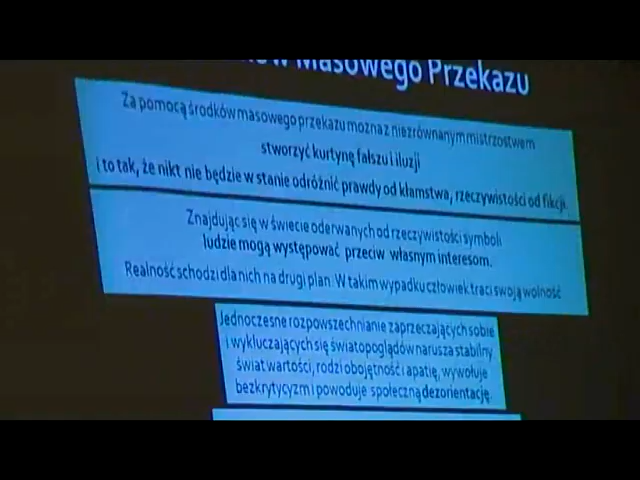 Masowego Przekazu
Za pomocą środków masowego przekazu można z niezrównanym mistrzostwem
stworzyć kurtynę fałszu i iluzji
i to tak, że nikt nie będzie w stanie odróżnić prawdy od kłamstwa, rzeczywistości od fikcji.
Znajdując się w świecie oderwanych od rzeczywistości symboli
ludzie mogą występować przeciw własnym interesom.
Realność schodzi dla nich na drugi plan. W takim wypadku człowiek traci swoją wolność
Jednoczesne rozpowszechnianie zaprzeczających sobie
i wykluczających się światopoglądów narusza stabilny
świat wartości, rodzi obojętność i apatię, wywołuje
bezkrytycyzm i powoduje społeczną dezorientację.